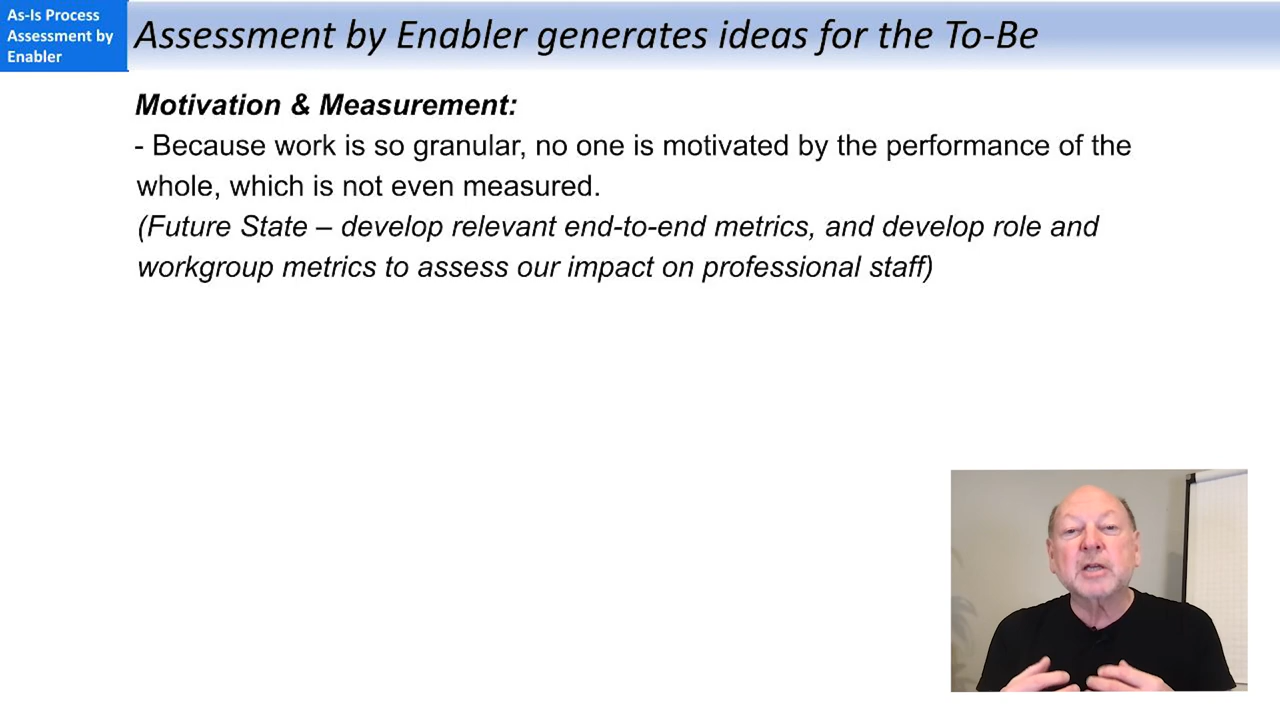 As-Is Process
Assessment by
Enabler
Assessment by Enabler generates ideas for the To-Be
Motivation & Measurement:
- Because work is so granular, no one is motivated by the performance of the
whole, which is not even measured.
(Future State – develop relevant end-to-end metrics, and develop role and
workgroup metrics to assess our impact on professional staff)